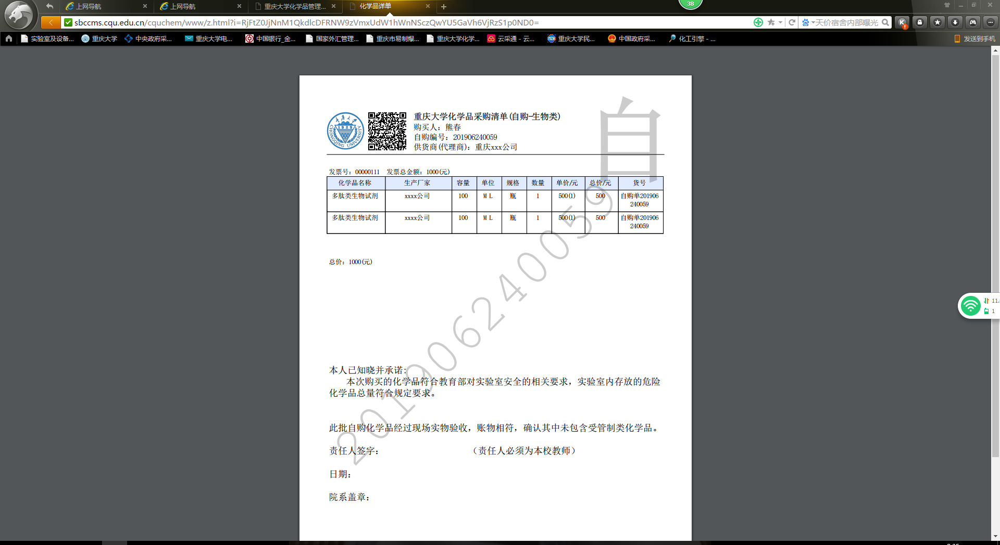 上网导航
上网导航
重庆大学化学品管理...
化学品详单
38
sbccms.cqu.edu.cn/cquchem/www/z.html?i=RjFtZ0JjNnM1QkdlcDFRNW9zVmxUdW1hWnNSczQwYU5GaVh6VjRzS1p0ND0=
天价宿舍内部曝光
实验室及设备... 重庆大学 中央政府采... 重庆大学电... 中国银行_金... 国家外汇管理... 重庆市易制爆... 重庆大学化学... 云采通 - 云... 重庆大学民... 中国政府采... 化工引擎 - ... 发送到手机
重庆大学化学品采购清单(自购-生物类)
购买人：熊春
自购编号：201906240059
供货商(代理商)：重庆xxx公司
重庆大学
1929
CHONGQING UNIVERSITY
发票号：00000111 发票总金额：1000(元)
化学品名称 生产厂家 容量 单位 规格 数量 单价/元 总价/元 货号
多肽类生物试剂 xxxx公司 100 ML 瓶 1 500(1) 500 自购单201906
240059
多肽类生物试剂 xxxx公司 100 ML 瓶 1 500(1) 500 自购单201906
240059
总价：1000(元)
自
201906240059
11.
1
本人已知晓并承诺：
本次购买的化学品符合教育部对实验室安全的相关要求，实验室内存放的危险
化学品总量符合规定要求。
此批自购化学品经过现场实物验收，账物相符，确认其中未包含受管制类化学品。
责任人签字： （责任人必须为本校教师）
日期：
院系盖章：